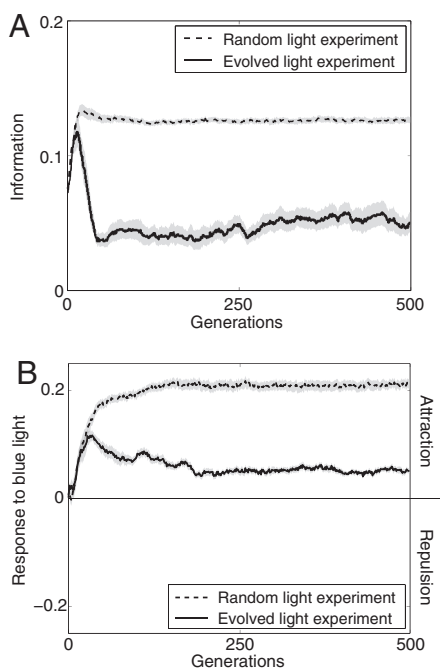 A
0.2
Random light experiment
Evolved light experiment
Information
0.1
0
0
250
500
Generations
B
Response to blue light
0.2
0
−0.2
Attraction
Repulsion
Random light experiment
Evolved light experiment
0
250
500
Generations